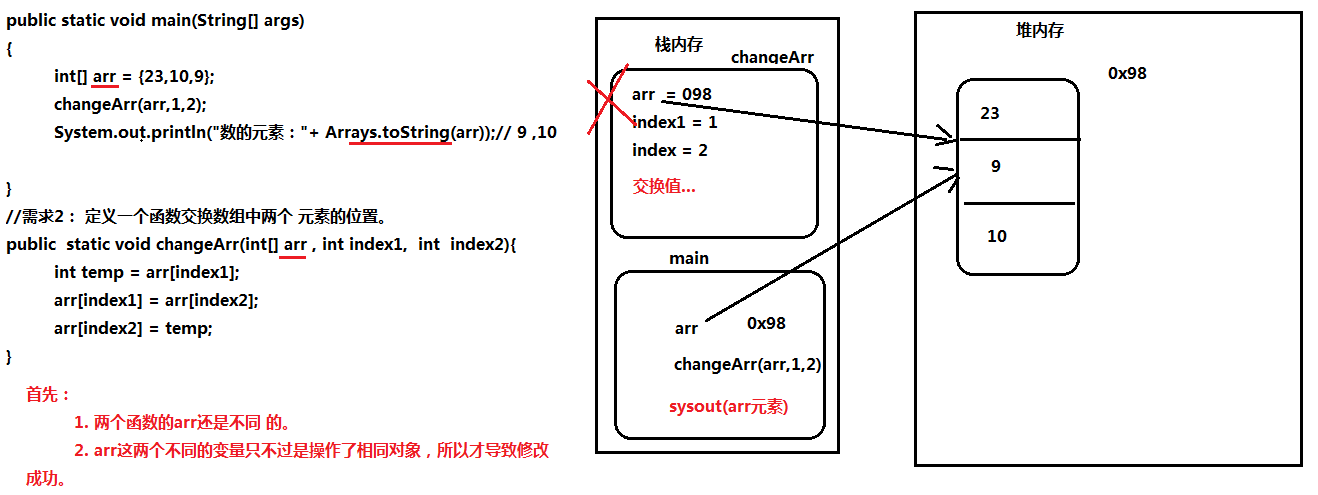 public static void main(String[] args)
{
int[] arr = {23,10,9};
changeArr(arr,1,2);
System.out.println("数的元素："+ Arrays.toString(arr));// 9 ,10
}
//需求2： 定义一个函数交换数组中两个 元素的位置。
public  static void changeArr(int[] arr , int index1,  int  index2){
int temp = arr[index1];
arr[index1] = arr[index2];
arr[index2] = temp;
}
首先：
1. 两个函数的arr还是不同 的。
2. arr这两个不同的变量只不过是操作了相同对象，所以才导致修改
成功。
栈内存
changeArr
arr  = 098
index1 = 1
index = 2
交换值...
main
arr 0x98
changeArr(arr,1,2)
sysout(arr元素)
堆内存
0x98
23
9
10